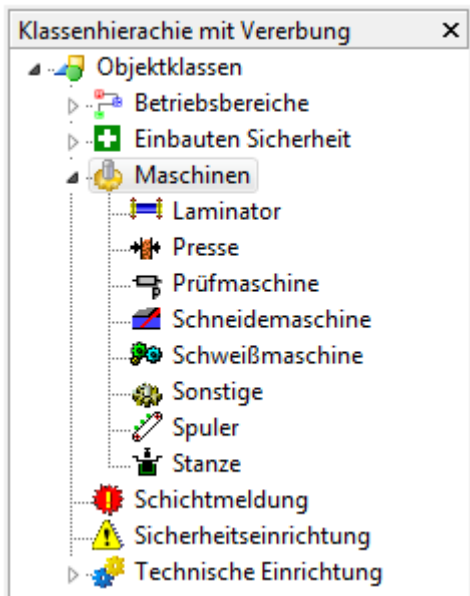 Klassenhierachie mit Vererbung
Objektklassen
Betriebsbereiche
Einbauten Sicherheit
Maschinen
Laminator
Presse
Prüfmaschine
Schneidemaschine
Schweißmaschine
Sonstige
Spuler
Stanze
Schichtmeldung
Sicherheitseinrichtung
Technische Einrichtung